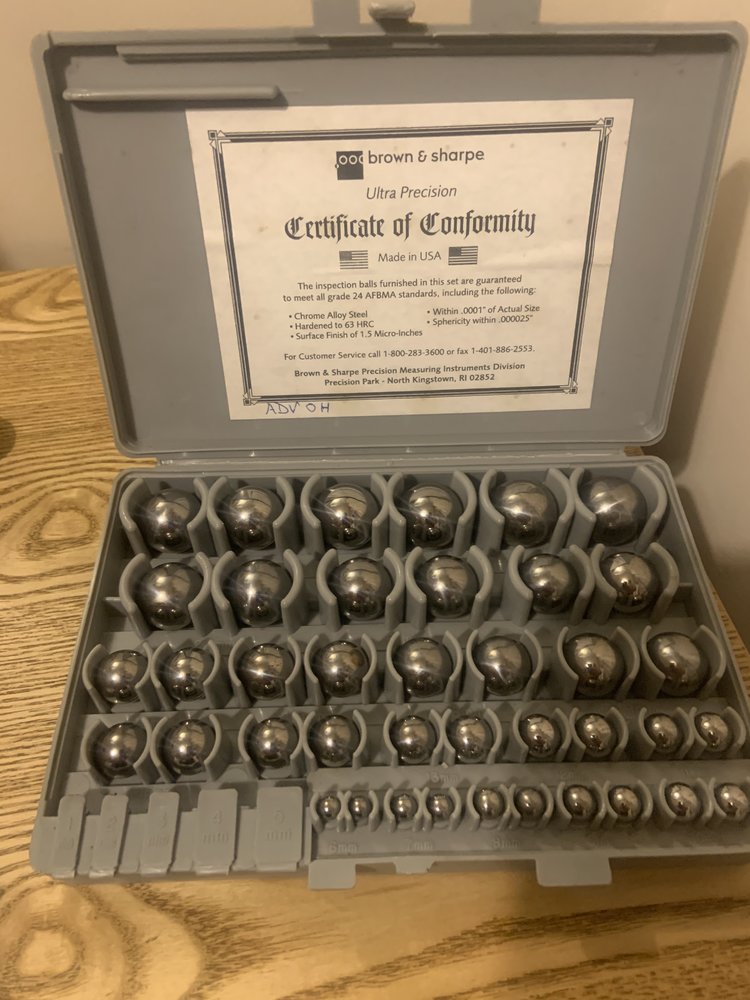 brown & sharpe
Ultra Precision
Certificate of Conformity
Made in USA
The inspection balls furnished in this set are guaranteed
to meet all grade 24 AFBMA standards, including the following:
• Chrome Alloy Steel
• Hardened to 63 HRC
• Surface Finish of 1.5 Micro-Inches
• Within .0001" of Actual Size
• Sphericity within .000025"
For Customer Service call 1-800-283-3600 or fax 1-401-886-2553.
Brown & Sharpe Precision Measuring Instruments Division
Precision Park - North Kingstown, RI 02852
ADV OH
4
mm